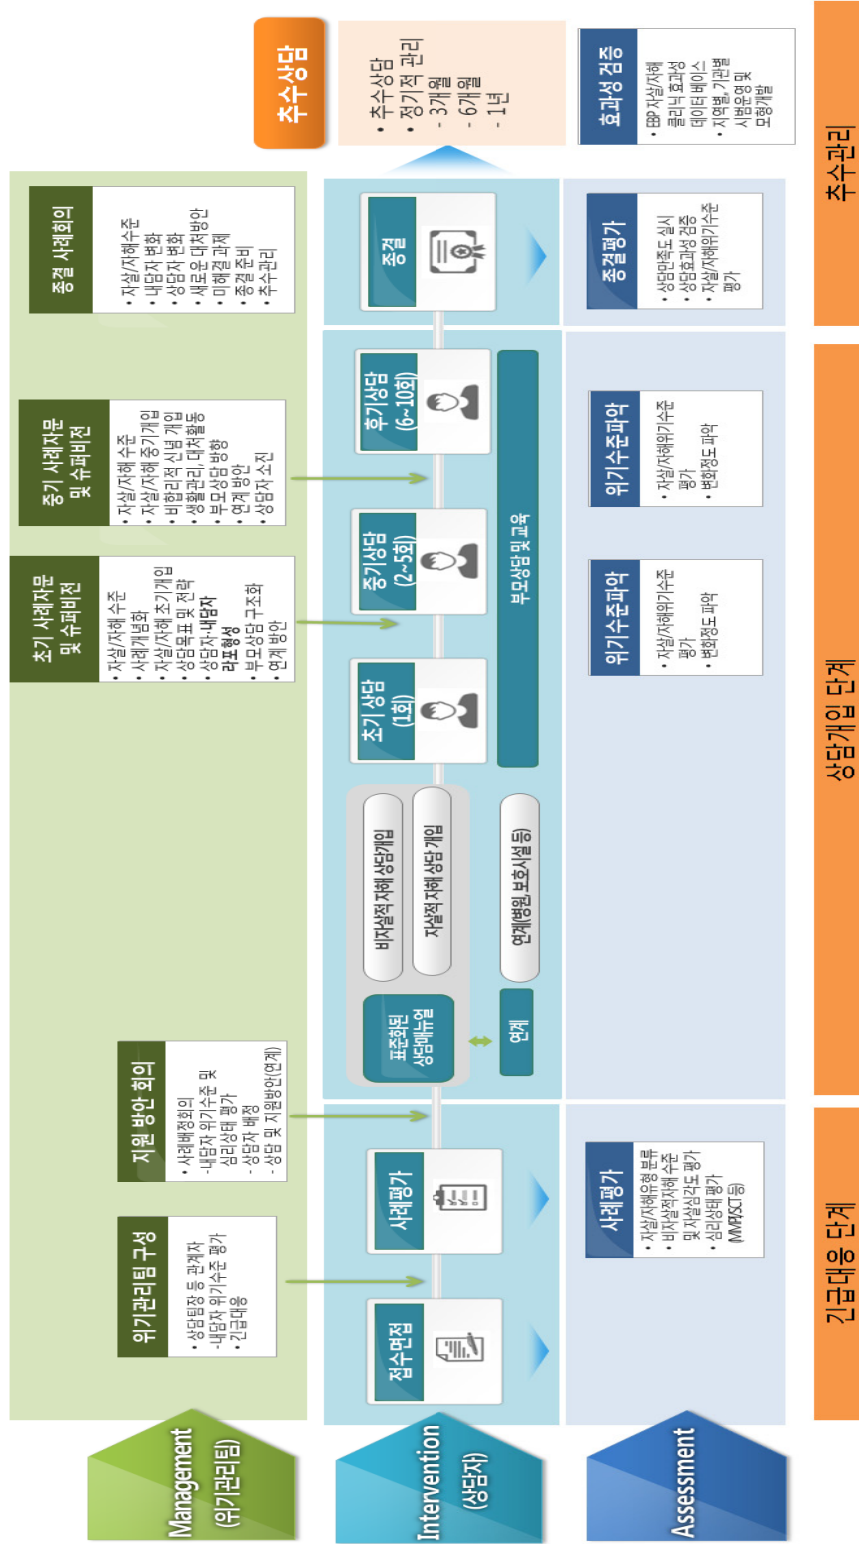 Management
(위기관리팀)
위기관리팀 구성
• 상담팀장 등 관계자
-내담자 위기수준 평가
• 긴급대응
지원 방안 회의
• 사례배정회의
-내담자 위기수준 및
심리상태 평가
- 상담자 배정
- 상담 및 지원방안(연계)
초기 사례자문
및 슈퍼비전
• 자살/자해 수준
• 사례개념화
• 자살/자해 초기개입
• 상담목표 및 전략
• 상담자-내담자
라포형성
• 부모상담 구조화
• 연계 방안
중기 사례자문
및 슈퍼비전
• 자살/자해 수준
• 자살/자해 중기개입
• 비합리적 신념 개입
• 생활관리, 대처활동
• 부모상담 방향
• 연계 방안
• 상담자 소진
종결 사례회의
• 자살/자해수준
• 내담자 변화
• 상담자 변화
• 새로운 대처방안
• 미해결 과제
• 종결 준비
• 추수관리
Intervention
(상담자)
접수면접
사례평가
표준화된
상담매뉴얼
비자살적 자해 상담개입
자살적 자해 상담 개입
연계
연계(병원, 보호시설 등)
초기 상담
(1회)
중기상담
(2~5회)
후기상담
(6~10회)
부모상담 및 교육
종결
추수상담
• 추수상담
• 정기적 관리
- 3개월
- 6개월
- 1년
Assessment
사례평가
• 자살/자해유형 분류
• 비자살적자해 수준
및 자살심각도 평가
• 심리상태 평가
(MMPI/SCT 등)
위기수준파악
• 자살/자해위기수준
평가
• 변화정도 파악
위기수준파악
• 자살/자해위기수준
평가
• 변화정도 파악
종결평가
• 상담만족도 실시
• 상담효과성 검증
• 자살/자해위기수준
평가
효과성 검증
• EBP 자살/자해
클리닉 효과성
데이터 베이스
• 지역별, 기관별
시범운영 및
모형개발
긴급대응 단계
상담개입 단계
추수관리